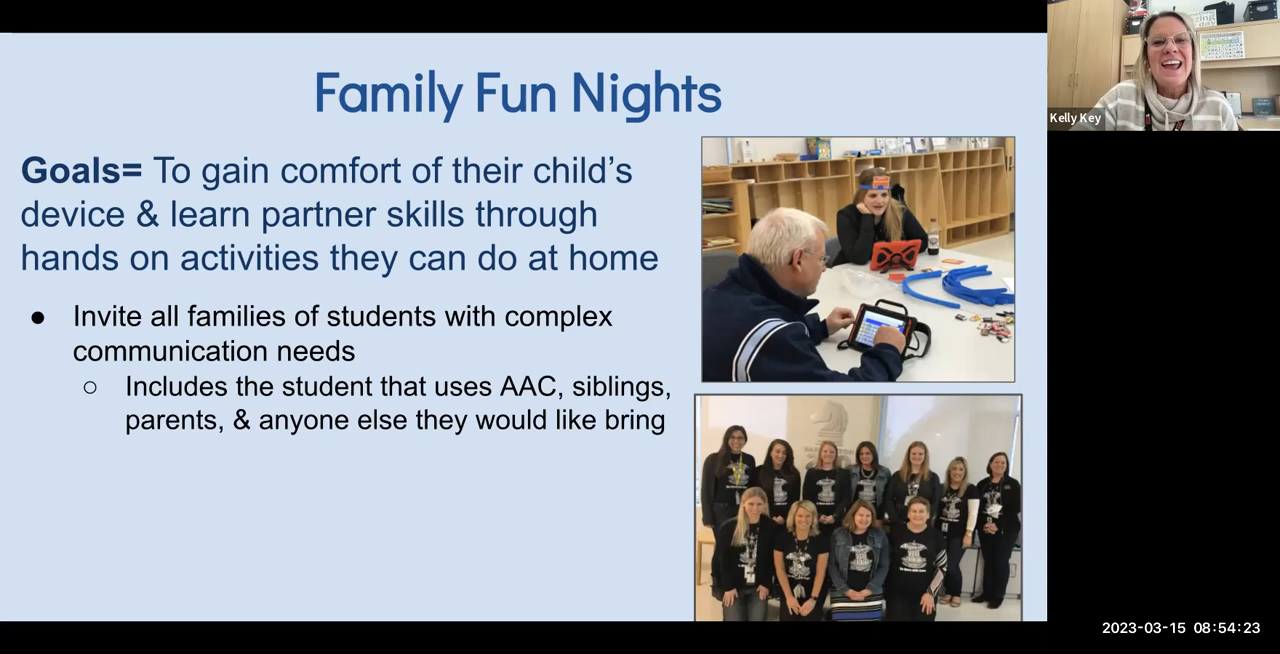 Family Fun Nights
Goals= To gain comfort of their child’s
device & learn partner skills through
hands on activities they can do at home
● Invite all families of students with complex
communication needs
○ Includes the student that uses AAC, siblings,
parents, & anyone else they would like bring
Kelly Key
2023-03-15 08:54:23